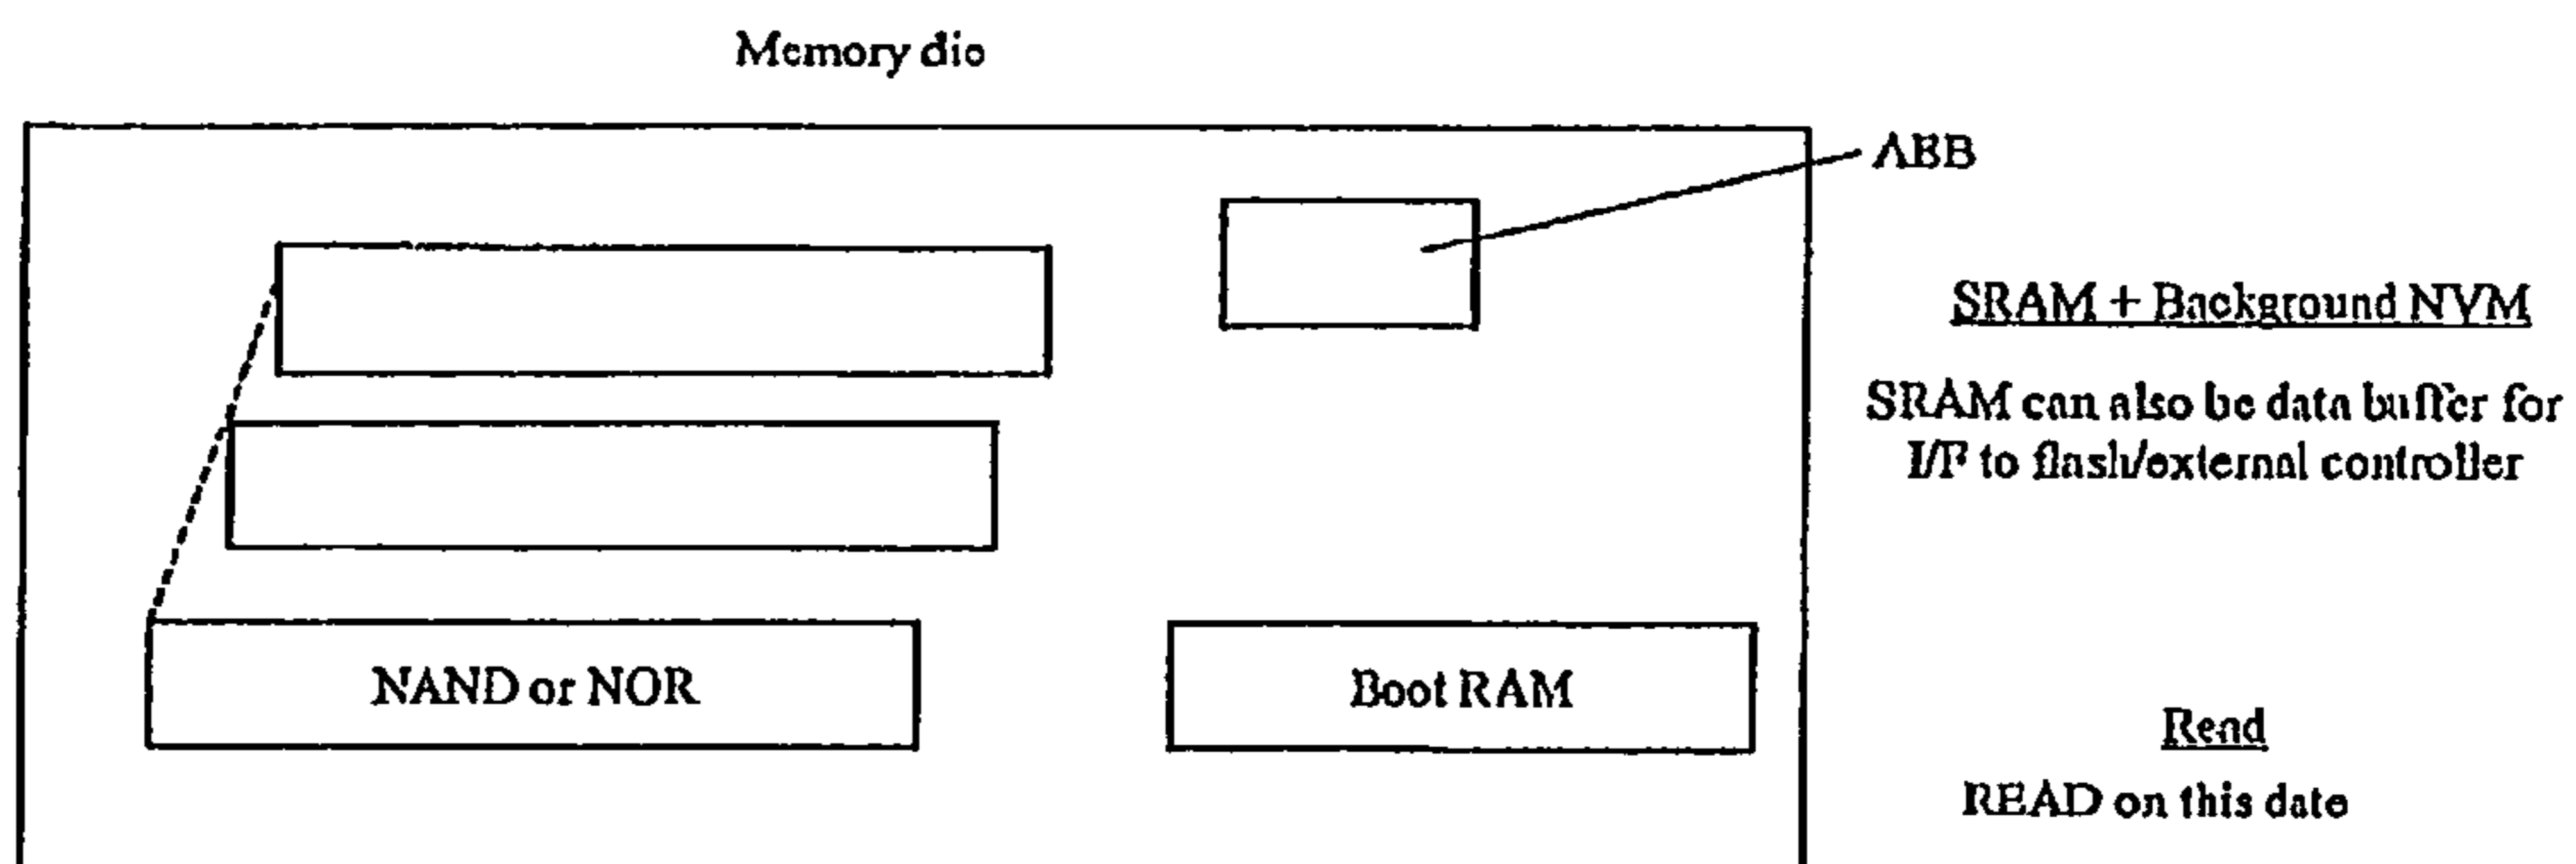 Memory die
ABB
SRAM + Background NVM
SRAM can also be data buffer for
I/F to flash/external controller
NAND or NOR
Boot RAM
Read
READ on this date